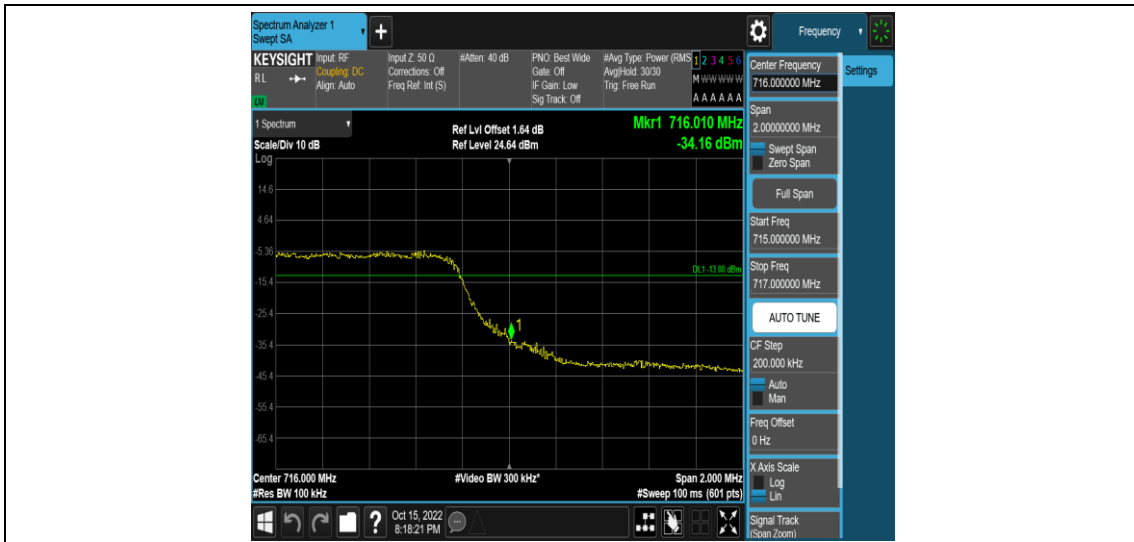 Spectrum Analyzer 1
Swept SA
+
Frequency
KEYSIGHT
RL
LXI
Input: RF
Coupling: DC
Align: Auto
Input Z: 50 Ω
Corrections: Off
Freq Ref: Int (S)
#Atten: 40 dB
PNO: Best Wide
Gate: Off
IF Gain: Low
Sig Track: Off
#Avg Type: Power (RMS
Avg|Hold: 30/30
Trig: Free Run
1 2 3 4 5 6
M W W W W W
A A A A A A
1 Spectrum
Scale/Div 10 dB
Log
Ref Lvl Offset 1.64 dB
Ref Level 24.64 dBm
Mkr1 716.010 MHz
-34.16 dBm
14.6
4.64
-5.36
-15.4
-25.4
-35.4
-45.4
-55.4
-65.4
DL1 -13.00 dBm
1
Center 716.000 MHz
#Res BW 100 kHz
#Video BW 300 kHz*
Span 2.000 MHz
#Sweep 100 ms (601 pts)
?
Oct 15, 2022
8:18:21 PM
Center Frequency
716.000000 MHz
Settings
Span
2.00000000 MHz
Swept Span
Zero Span
Full Span
Start Freq
715.000000 MHz
Stop Freq
717.000000 MHz
AUTO TUNE
CF Step
200.000 kHz
Auto
Man
Freq Offset
0 Hz
X Axis Scale
Log
Lin
Signal Track
(Span Zoom)